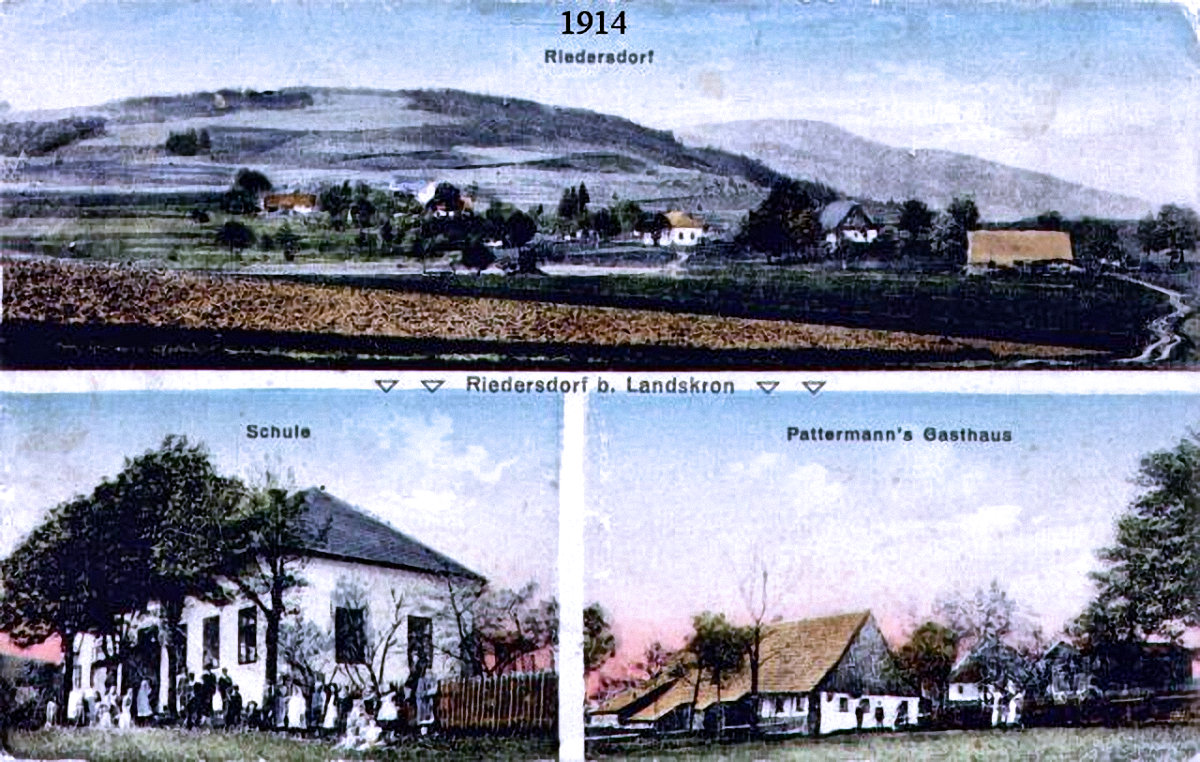 1914
Riedersdorf
Riedersdorf b. Landskron
Schule
Pattermann's Gasthaus